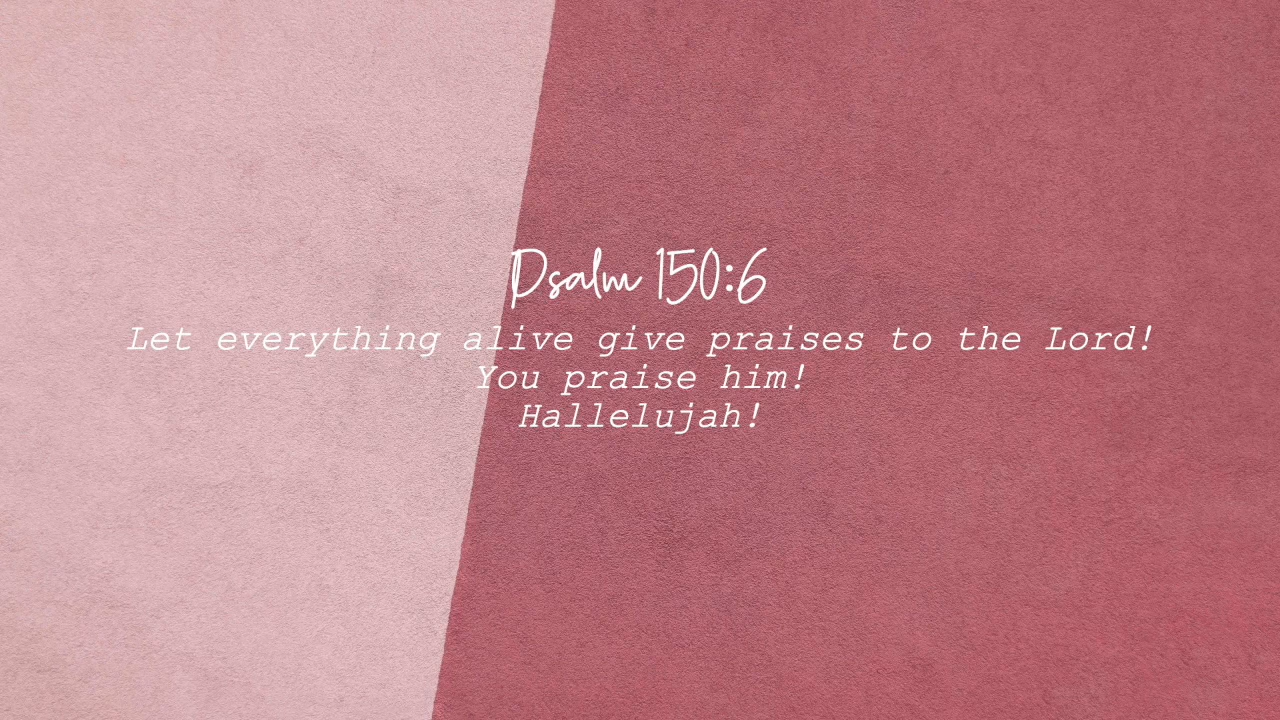 Psalm 150:6
Let everything alive give praises to the Lord!
You praise him!
Hallelujah!